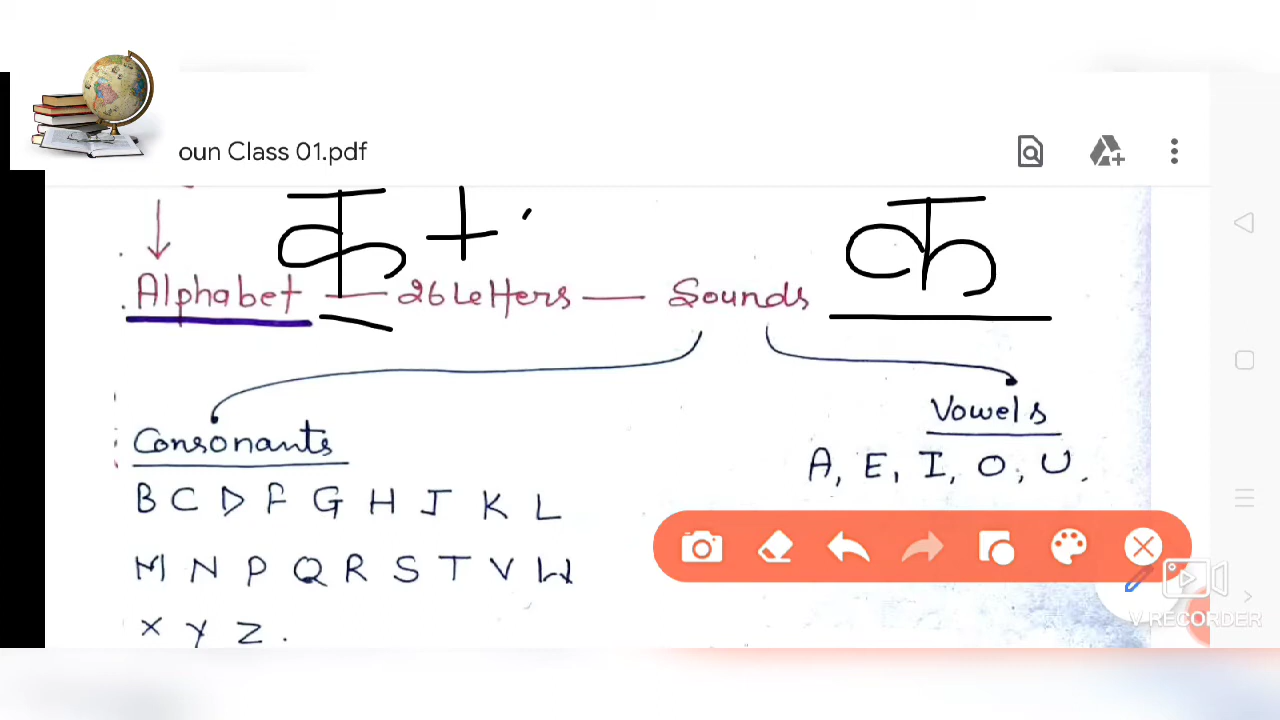 oun Class 01.pdf
क् + क
Alphabet — 26 Letters — Sounds
Consonants
Vowels
B C D F G H J K L
A, E, I, O, U.
M N P Q R S T V W
X Y Z.
V RECORDER